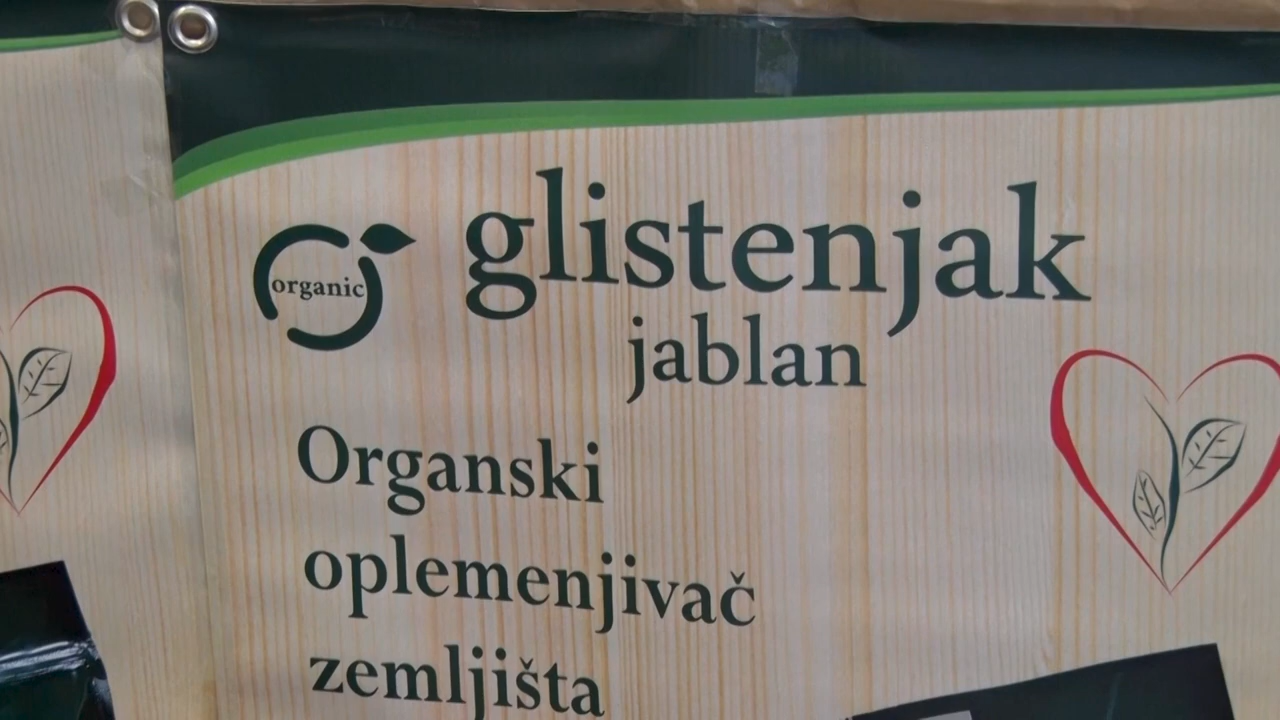 organic
glistenjak
jablan
Organski
oplemenjivač
zemljišta